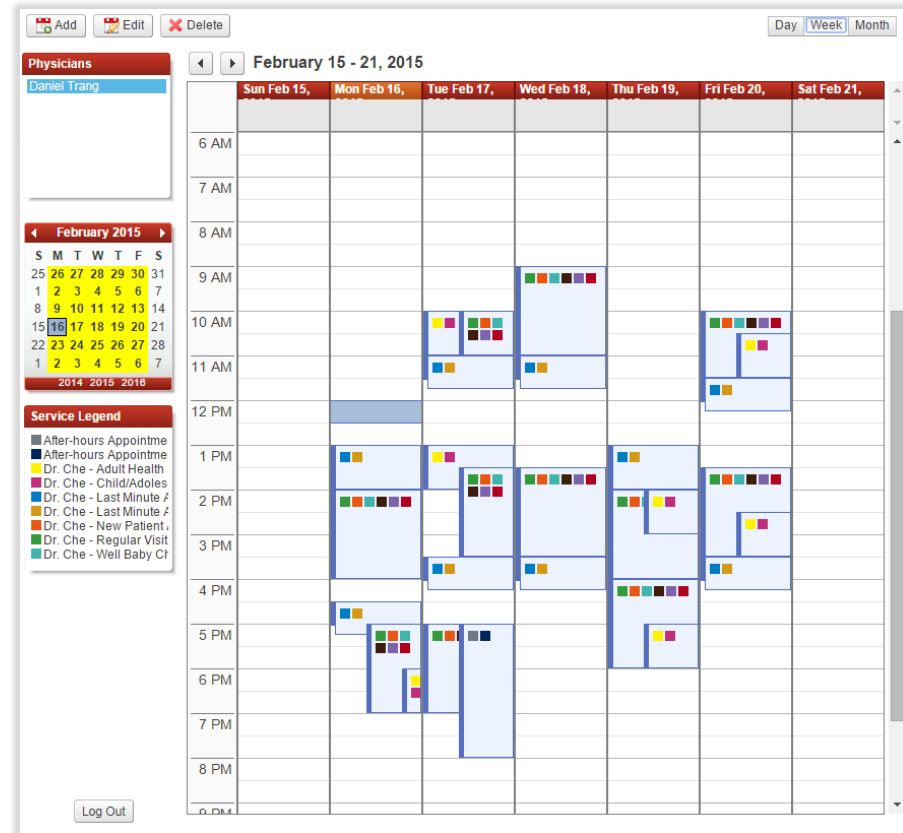 Add Edit Delete Day Week Month
Physicians
Daniel Trang
February 15 - 21, 2015
Sun Feb 15, Mon Feb 16, Tue Feb 17, Wed Feb 18, Thu Feb 19, Fri Feb 20, Sat Feb 21,
6 AM
7 AM
8 AM
9 AM
10 AM
11 AM
12 PM
1 PM
2 PM
3 PM
4 PM
5 PM
6 PM
7 PM
8 PM
9 PM
February 2015
S M T W T F S
25 26 27 28 29 30 31
1 2 3 4 5 6 7
8 9 10 11 12 13 14
15 16 17 18 19 20 21
22 23 24 25 26 27 28
1 2 3 4 5 6 7
2014 2015 2016
Service Legend
After-hours Appointme
After-hours Appointme
Dr. Che - Adult Health
Dr. Che - Child/Adoles
Dr. Che - Last Minute A
Dr. Che - Last Minute A
Dr. Che - New Patient
Dr. Che - Regular Visit
Dr. Che - Well Baby Ch
Log Out